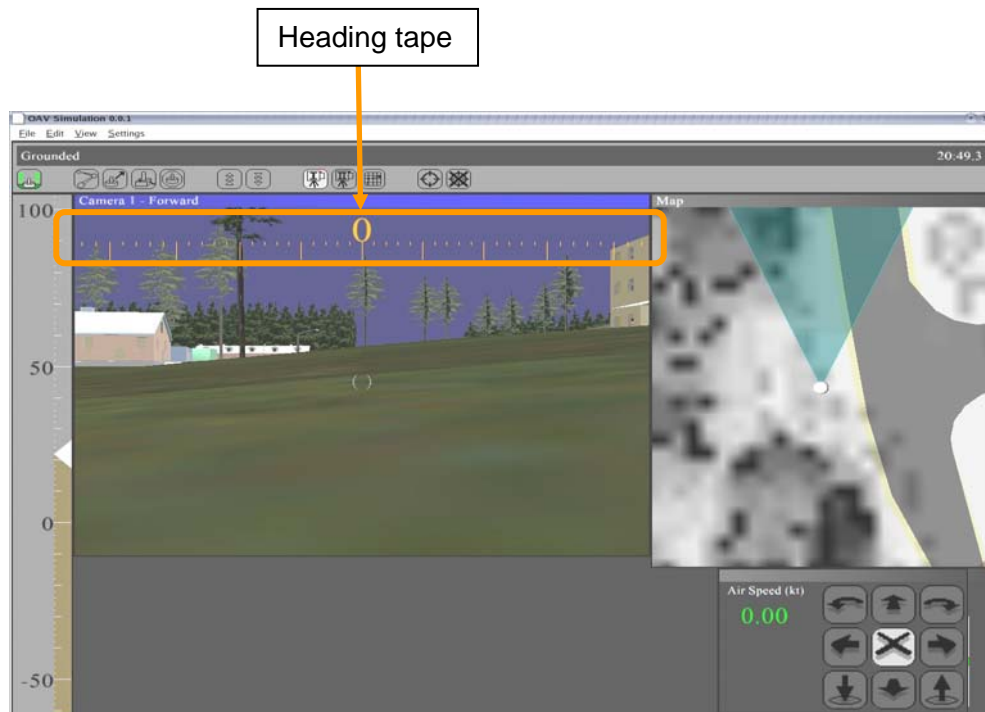 Heading tape
OAV Simulation 0.0.1
File Edit View Settings
Grounded 20:49.3
Camera 1 - Forward Map
100
0
50
0
-50
Air Speed (kt)
0.00